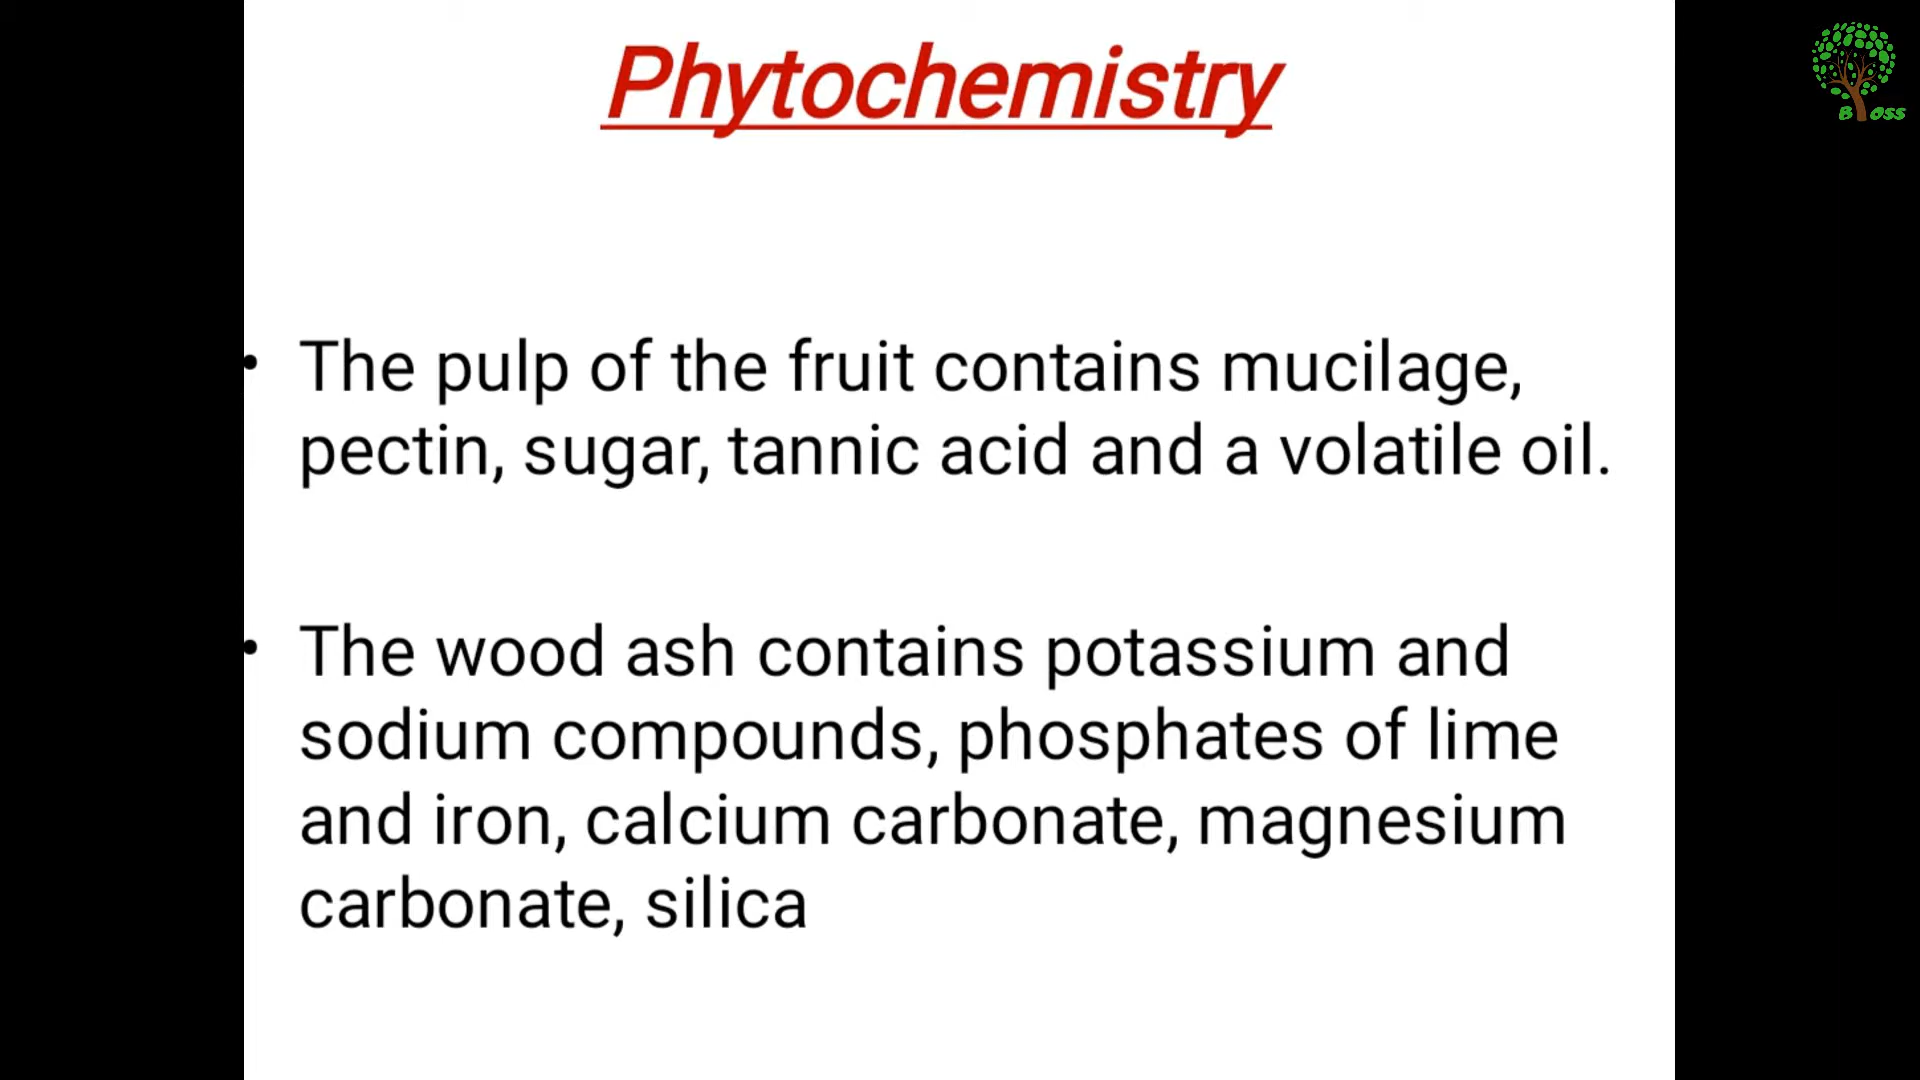 Phytochemistry
B oss
• The pulp of the fruit contains mucilage,
pectin, sugar, tannic acid and a volatile oil.
• The wood ash contains potassium and
sodium compounds, phosphates of lime
and iron, calcium carbonate, magnesium
carbonate, silica